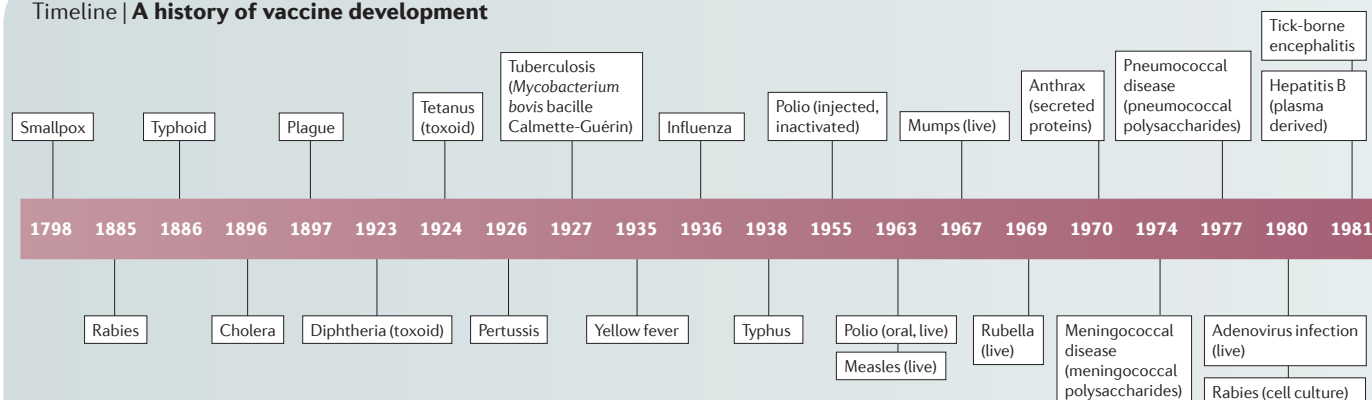 Timeline | A history of vaccine development
Tick-borne
encephalitis
Tuberculosis
(Mycobacterium
bovis bacille
Calmette-Guérin)
Pneumococcal
disease
(pneumococcal
polysaccharides)
Hepatitis B
(plasma
derived)
Anthrax
(secreted
proteins)
Tetanus
(toxoid)
Polio (injected,
inactivated)
Smallpox
Typhoid
Plague
Influenza
Mumps (live)
1798 1885 1886 1896 1897 1923 1924 1926 1927 1935 1936 1938 1955 1963 1967 1969 1970 1974 1977 1980 1981
Rabies
Cholera
Diphtheria (toxoid)
Pertussis
Yellow fever
Typhus
Polio (oral, live)
Measles (live)
Rubella
(live)
Meningococcal
disease
(meningococcal
polysaccharides)
Adenovirus infection
(live)
Rabies (cell culture)